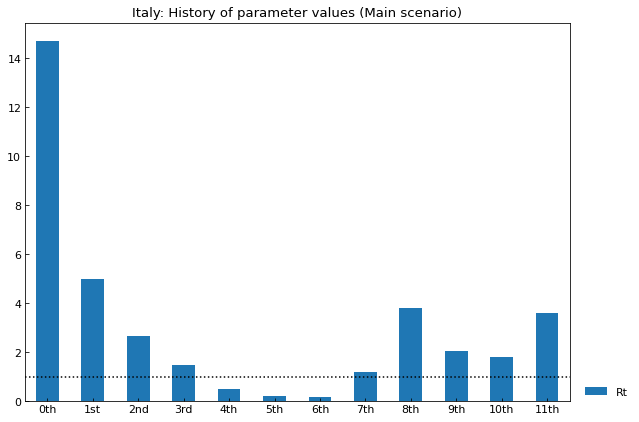 Italy: History of parameter values (Main scenario)
14
12
10
8
6
4
2
0
0th 1st 2nd 3rd 4th 5th 6th 7th 8th 9th 10th 11th
Rt